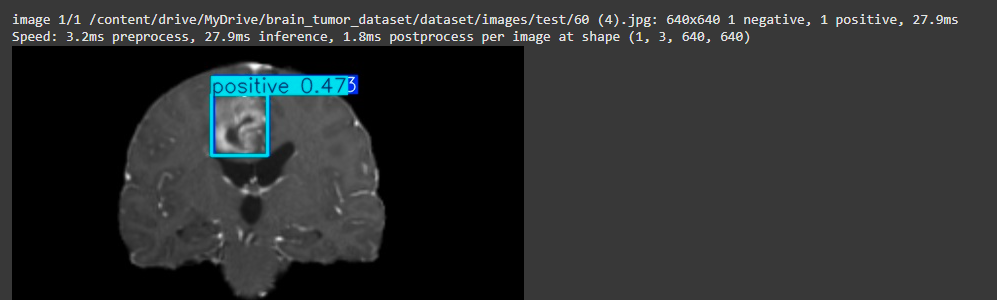 image 1/1 /content/drive/MyDrive/brain_tumor_dataset/dataset/images/test/60 (4).jpg: 640x640 1 negative, 1 positive, 27.9ms
Speed: 3.2ms preprocess, 27.9ms inference, 1.8ms postprocess per image at shape (1, 3, 640, 640)
positive 0.47